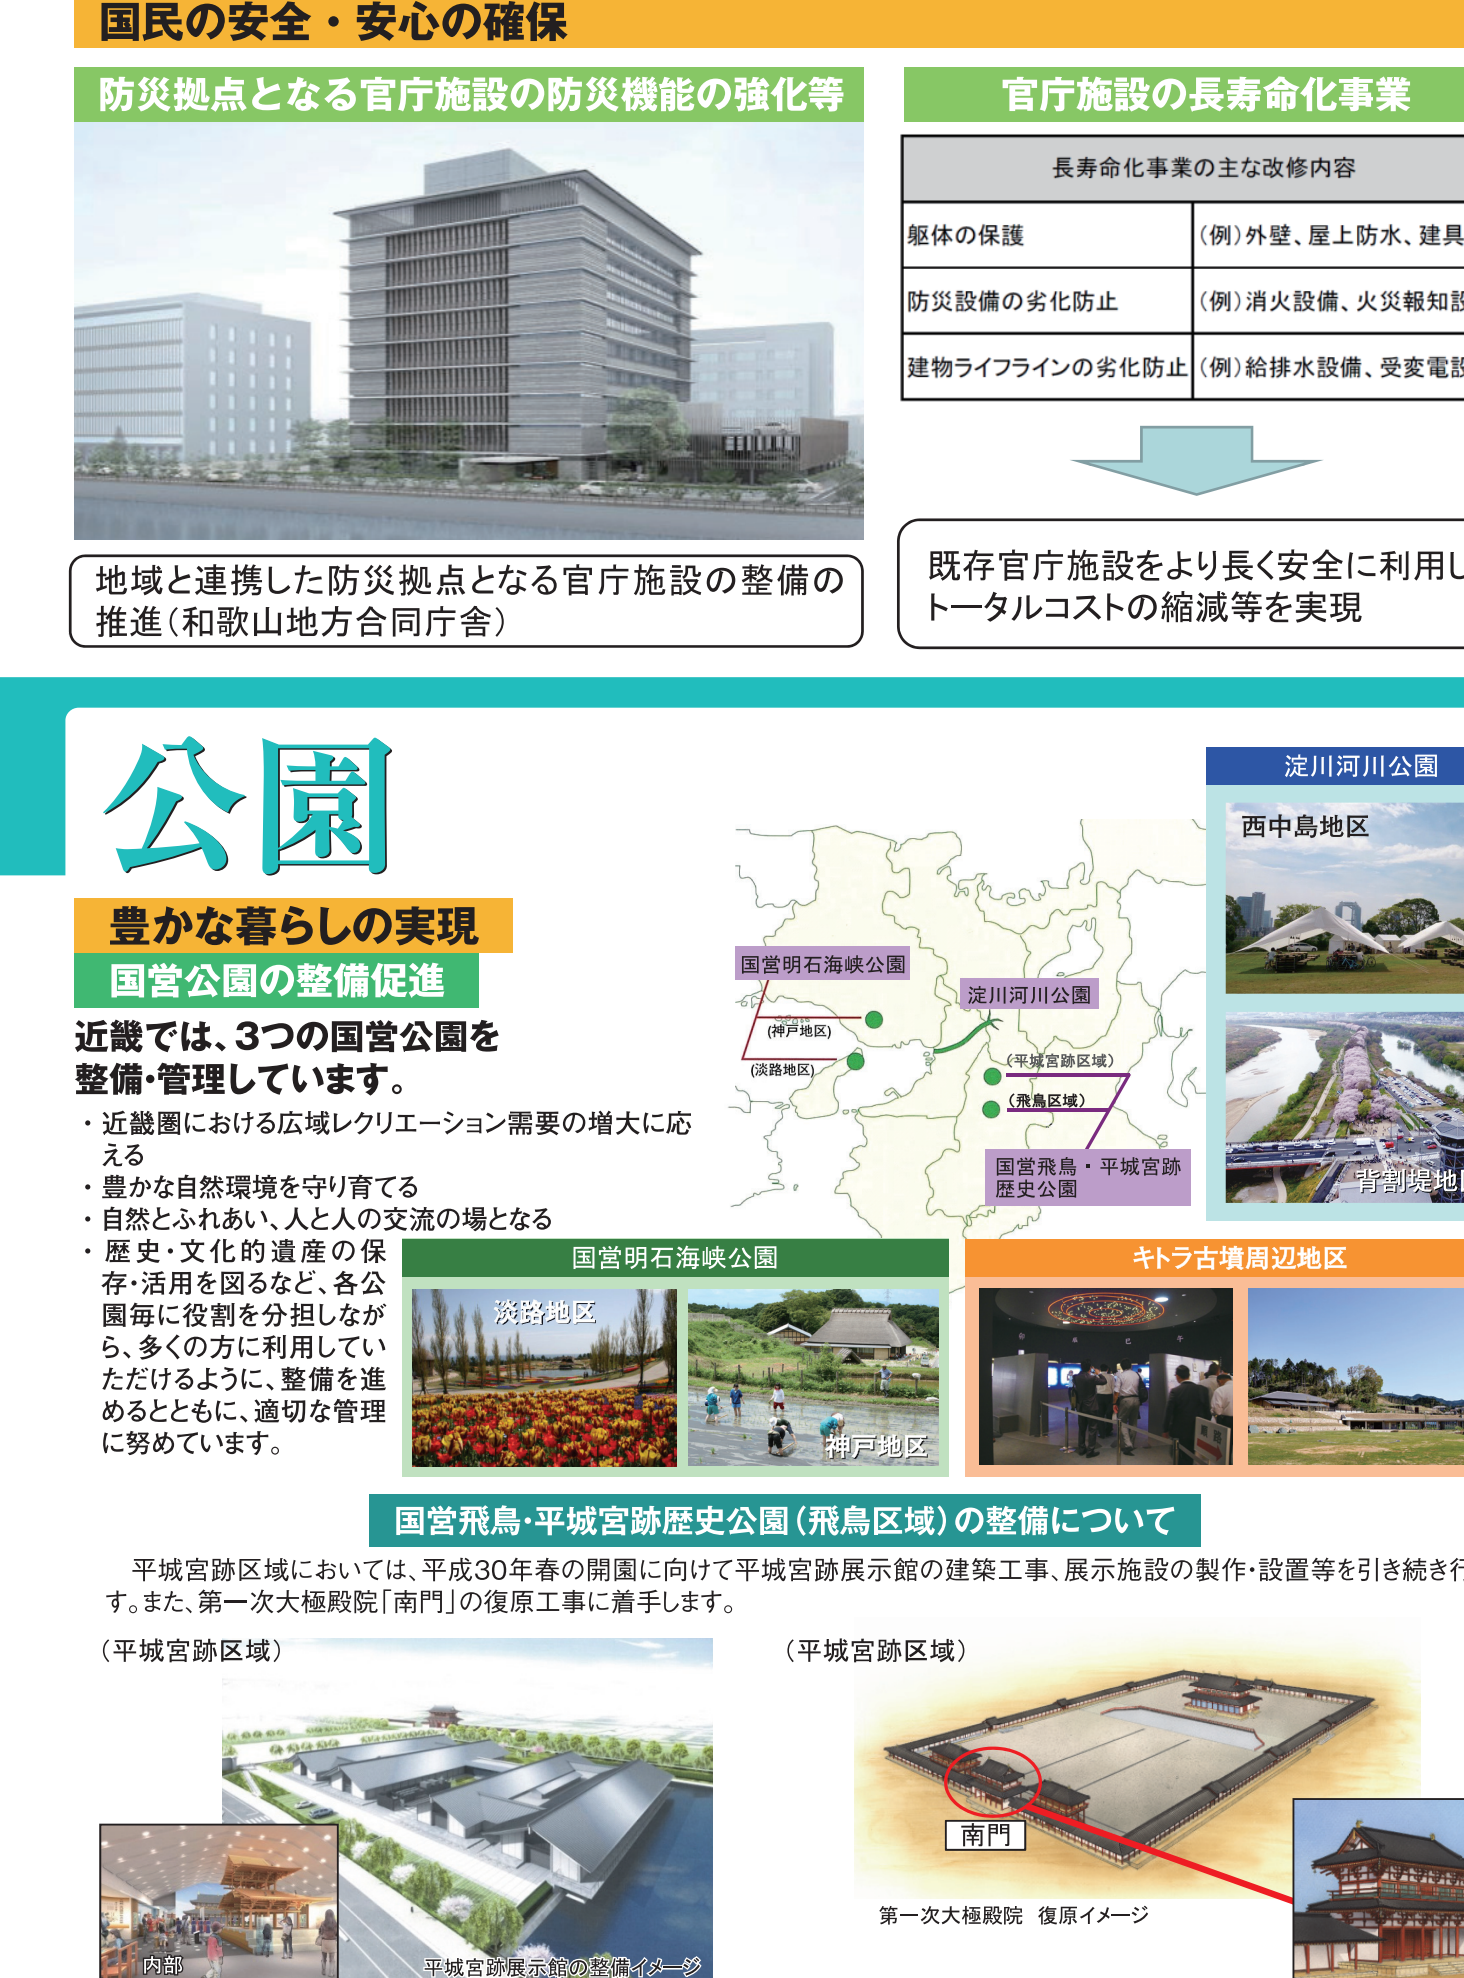 国民の安全・安心の確保
防災拠点となる官庁施設の防災機能の強化等
地域と連携した防災拠点となる官庁施設の整備の
推進（和歌山地方合同庁舎）
官庁施設の長寿命化事業
長寿命化事業の主な改修内容
躯体の保護 （例）外壁、屋上防水、建具
防災設備の劣化防止 （例）消火設備、火災報知設
建物ライフラインの劣化防止 （例）給排水設備、受変電設
既存官庁施設をより長く安全に利用し
トータルコストの縮減等を実現
公園
豊かな暮らしの実現
国営公園の整備促進
近畿では、3つの国営公園を
整備・管理しています。
・近畿圏における広域レクリエーション需要の増大に応
える
・豊かな自然環境を守り育てる
・自然とふれあい、人と人の交流の場となる
・歴史・文化的遺産の保
存・活用を図るなど、各公
園毎に役割を分担しなが
ら、多くの方に利用してい
ただけるように、整備を進
めるとともに、適切な管理
に努めています。
国営明石海峡公園
（神戸地区）
（淡路地区）
淀川河川公園
（平城宮跡区域）
（飛鳥区域）
国営飛鳥・平城宮跡
歴史公園
淀川河川公園
西中島地区
背割堤地
国営明石海峡公園
淡路地区
神戸地区
キトラ古墳周辺地区
国営飛鳥・平城宮跡歴史公園（飛鳥区域）の整備について
平城宮跡区域においては、平成30年春の開園に向けて平城宮跡展示館の建築工事、展示施設の製作・設置等を引き続き行
す。また、第一次大極殿院「南門」の復原工事に着手します。
（平城宮跡区域）
内部
平城宮跡展示館の整備イメージ
（平城宮跡区域）
南門
第一次大極殿院　復原イメージ